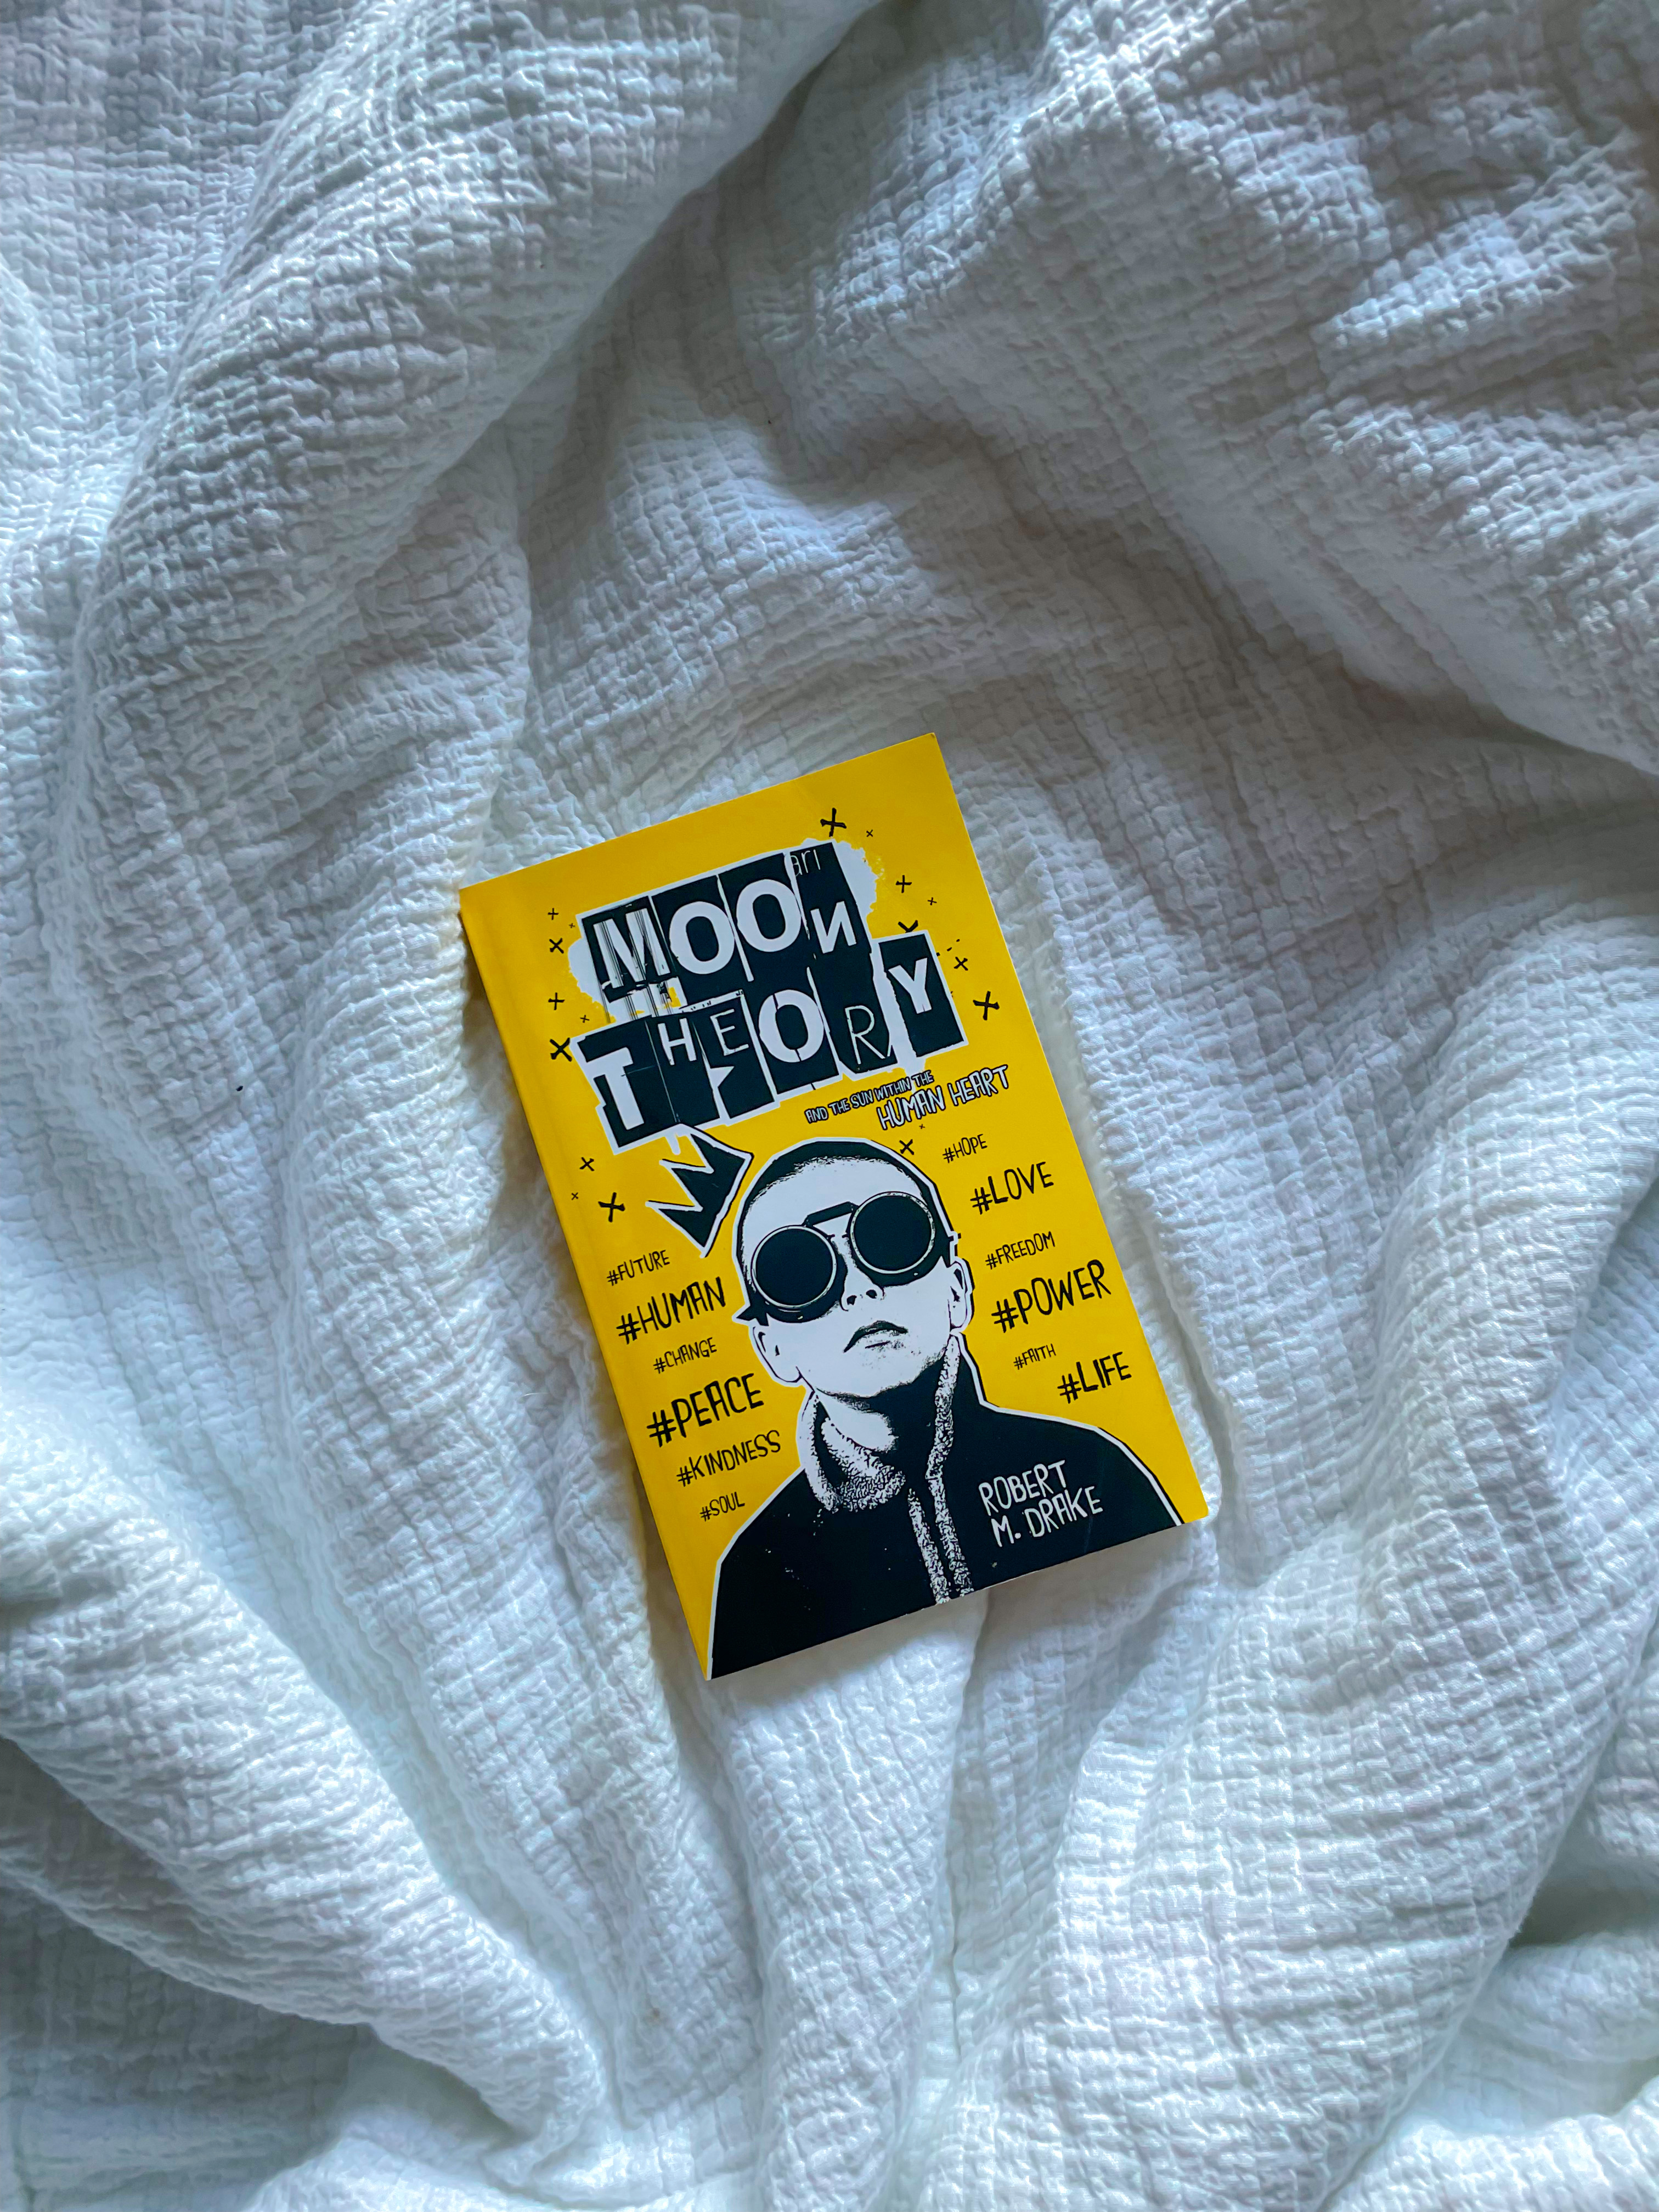 MOON
THEORY
AND THE SUN WITHIN THE
HUMAN HEART
#HOPE
#LOVE
#FREEDOM
#POWER
#FAITH
#LIFE
#FUTURE
#HUMAN
#CHANGE
#PEACE
#KINDNESS
#SOUL
ROBERT
M. DRAKE